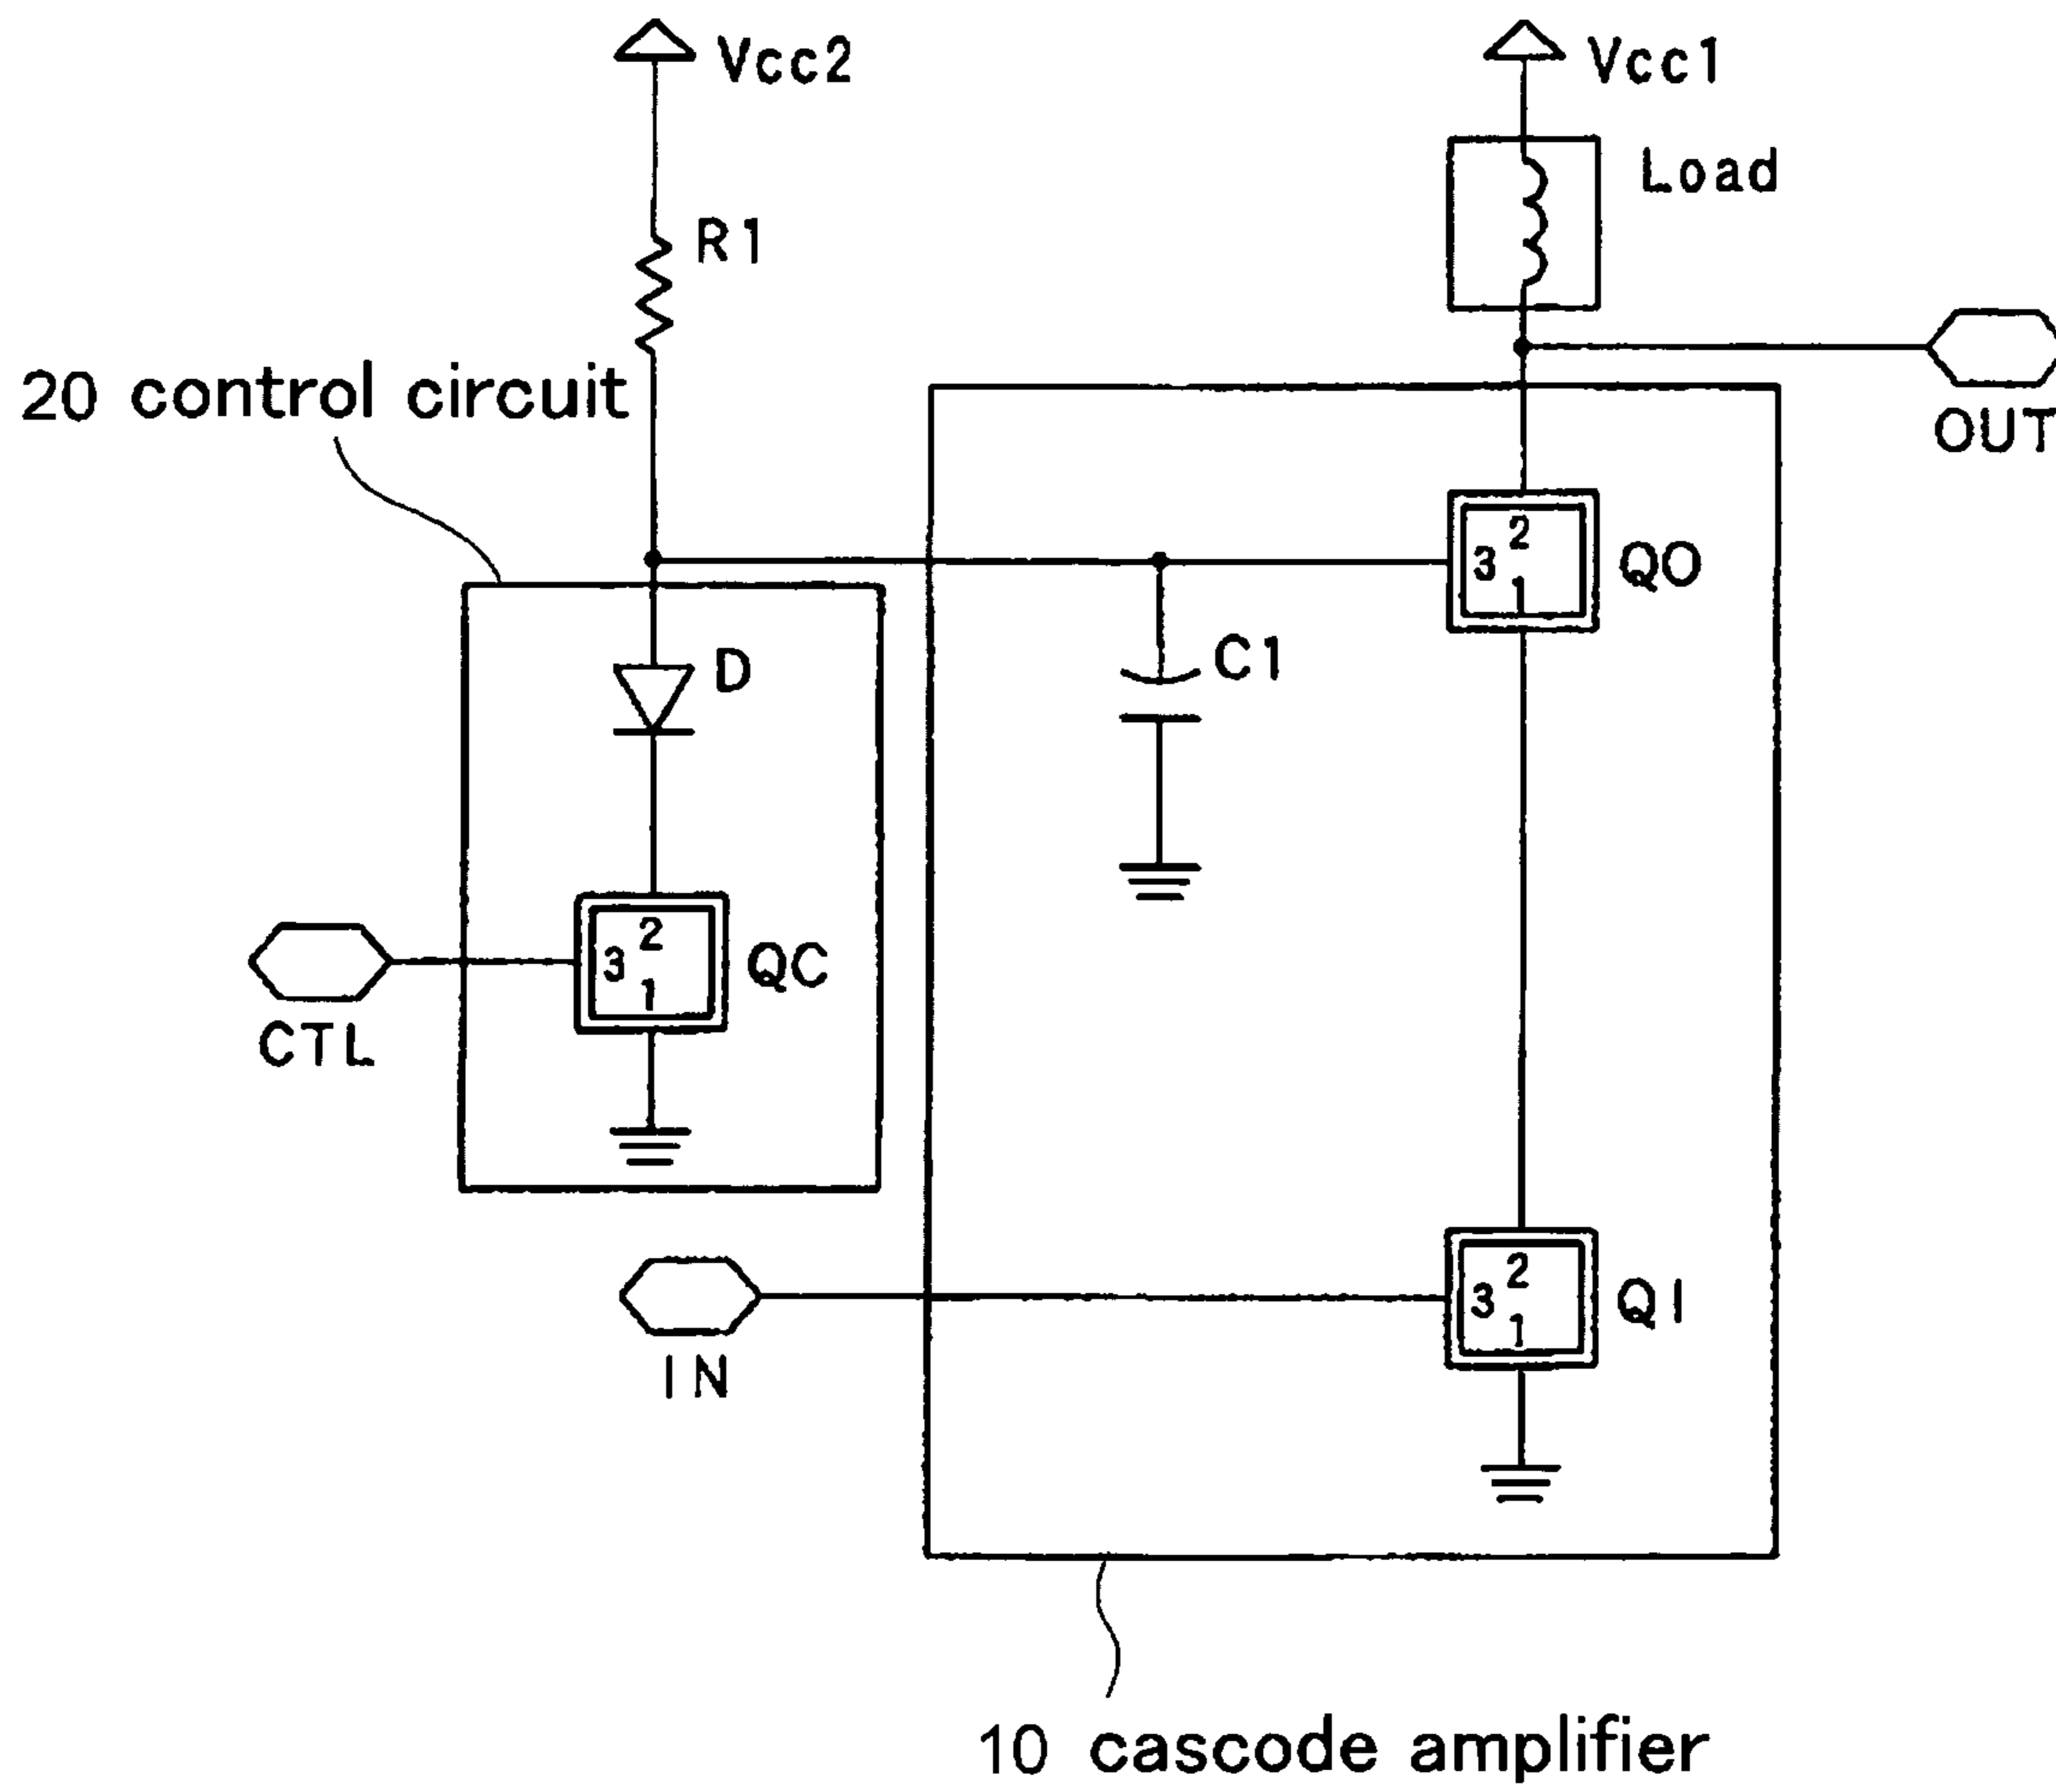 Vcc2
Vcc1
Load
R1
20 control circuit
OUT
2
3
1
QO
D
C1
2
3
1
QC
CTL
2
3
1
QI
IN
10 cascode amplifier